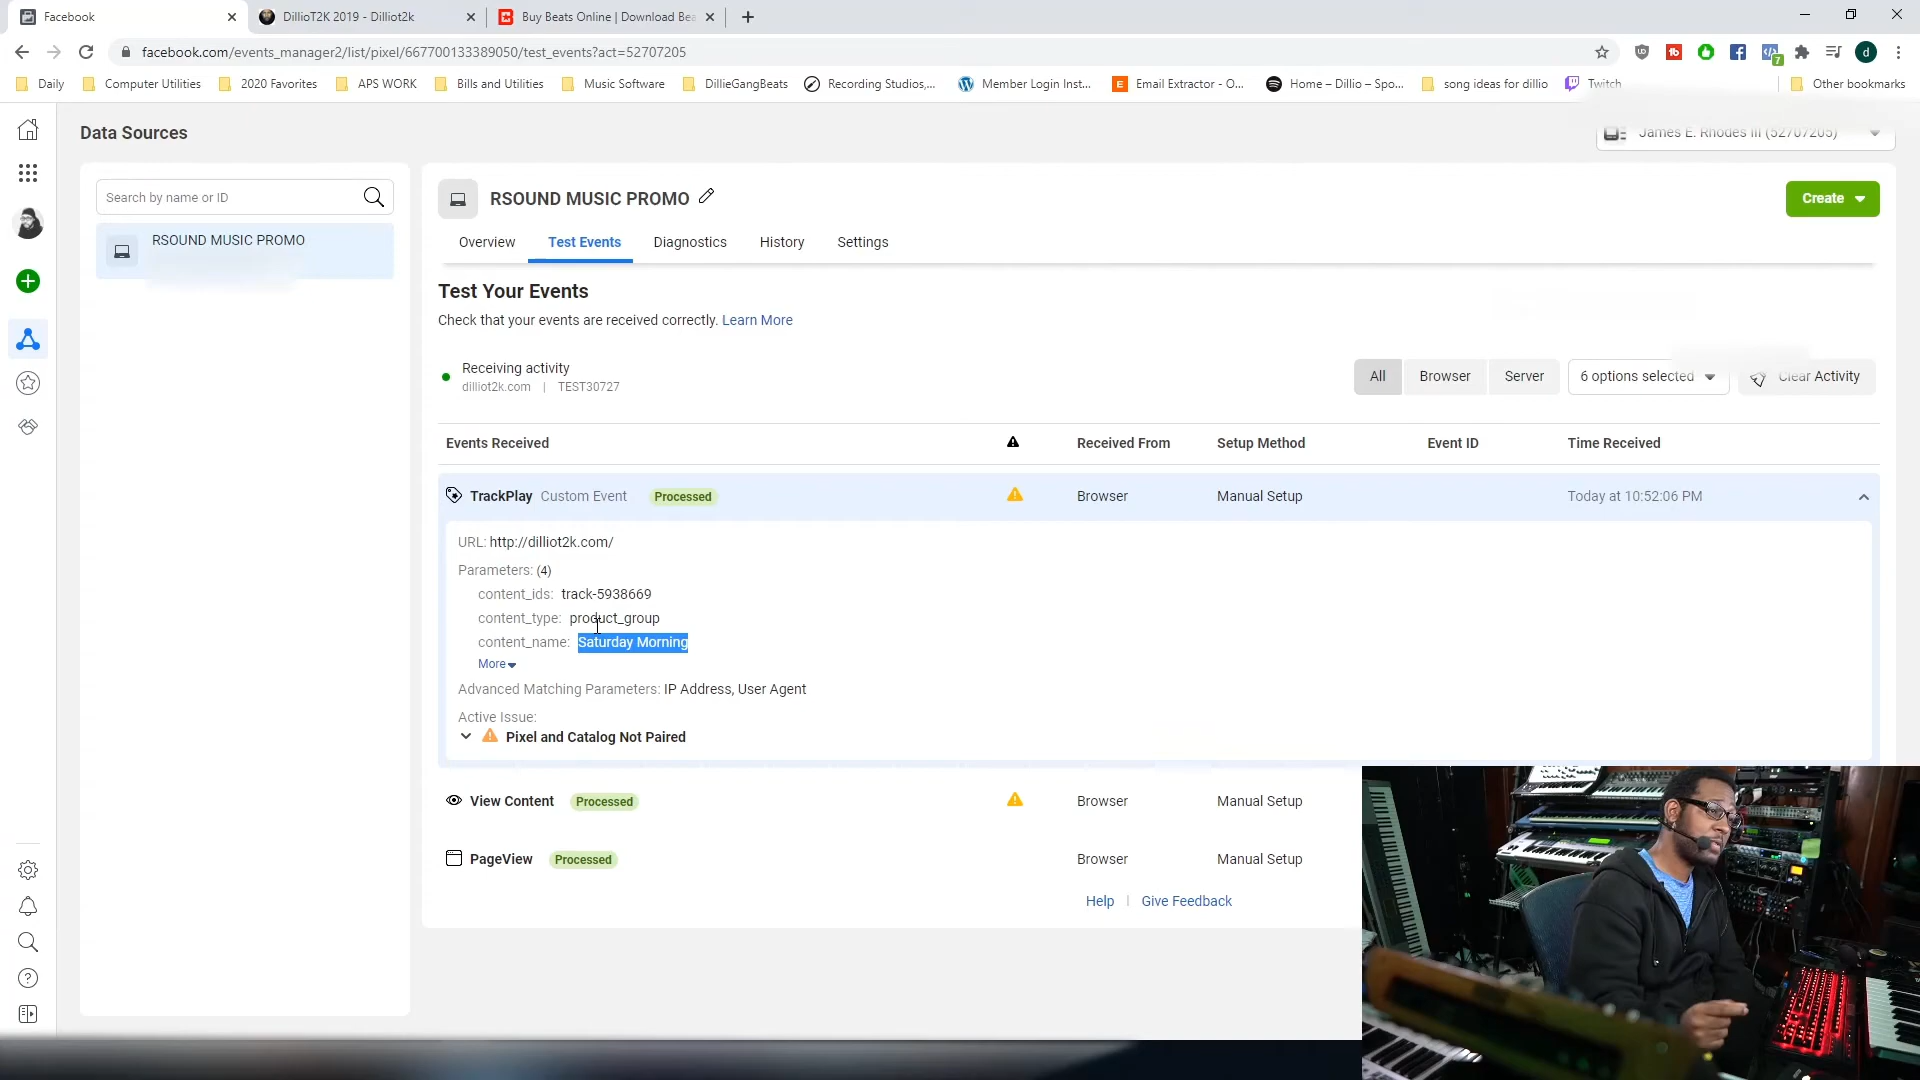 Facebook
DillioT2K 2019 - Dilliot2k
Buy Beats Online | Download Bea
facebook.com/events_manager2/list/pixel/667700133389050/test_events?act=52707205
Daily
Computer Utilities
2020 Favorites
APS WORK
Bills and Utilities
Music Software
DillieGangBeats
Recording Studios,...
Member Login Inst...
Email Extractor - O...
Home – Dillio – Spo...
song ideas for dillio
Twitch
Other bookmarks
Data Sources
James E. Rhodes III (52707205)
Search by name or ID
RSOUND MUSIC PROMO
RSOUND MUSIC PROMO
Create
Overview
Test Events
Diagnostics
History
Settings
Test Your Events
Check that your events are received correctly. Learn More
Receiving activity
dilliot2k.com | TEST30727
All
Browser
Server
6 options selected
Clear Activity
Events Received
Received From
Setup Method
Event ID
Time Received
TrackPlay Custom Event Processed
Browser
Manual Setup
Today at 10:52:06 PM
URL: http://dilliot2k.com/
Parameters: (4)
content_ids: track-5938669
content_type: product_group
content_name: Saturday Morning
More
Advanced Matching Parameters: IP Address, User Agent
Active Issue:
Pixel and Catalog Not Paired
View Content Processed
Browser
Manual Setup
PageView Processed
Browser
Manual Setup
Help | Give Feedback